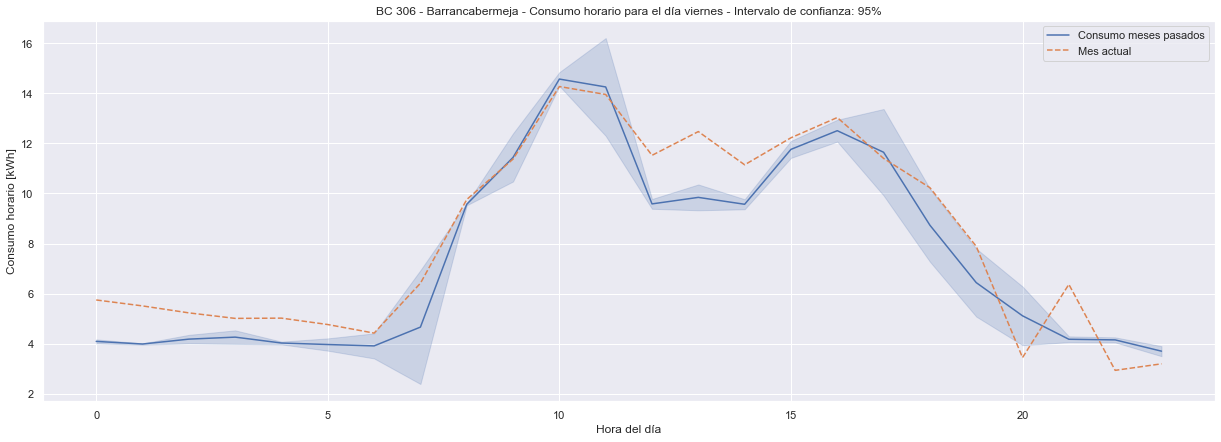 BC 306 - Barrancabermeja - Consumo horario para el día viernes - Intervalo de confianza: 95%
Consumo meses pasados
Mes actual
Consumo horario [kWh]
16
14
12
10
8
6
4
2
0
5
10
15
20
Hora del día